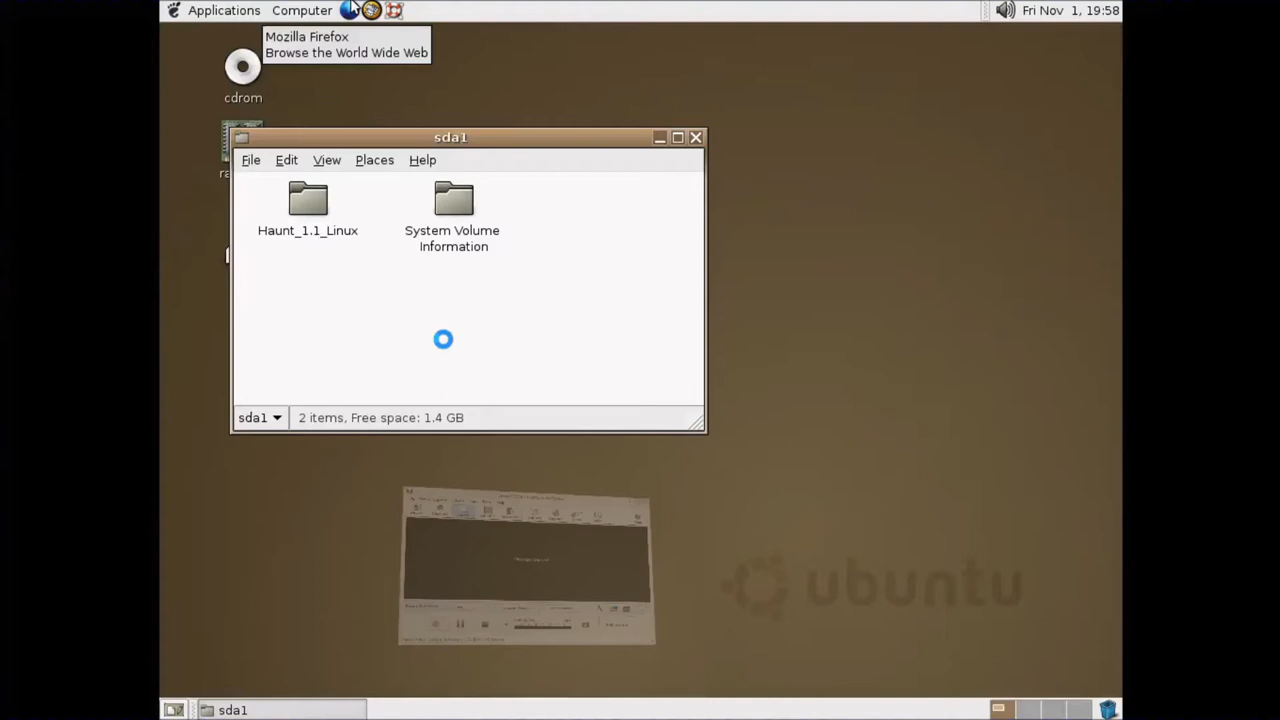 Applications Computer
Fri Nov 1, 19:58
Mozilla Firefox
Browse the World Wide Web
cdrom
sda1
File Edit View Places Help
Haunt_1.1_Linux
System Volume
Information
sda1
2 items, Free space: 1.4 GB
ubuntu
sda1